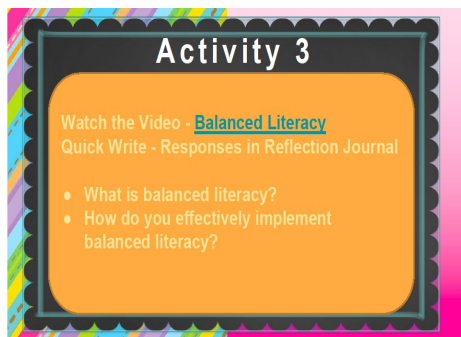 Activity 3
Watch the Video - Balanced Literacy
Quick Write - Responses in Reflection Journal
● What is balanced literacy?
● How do you effectively implement
balanced literacy?